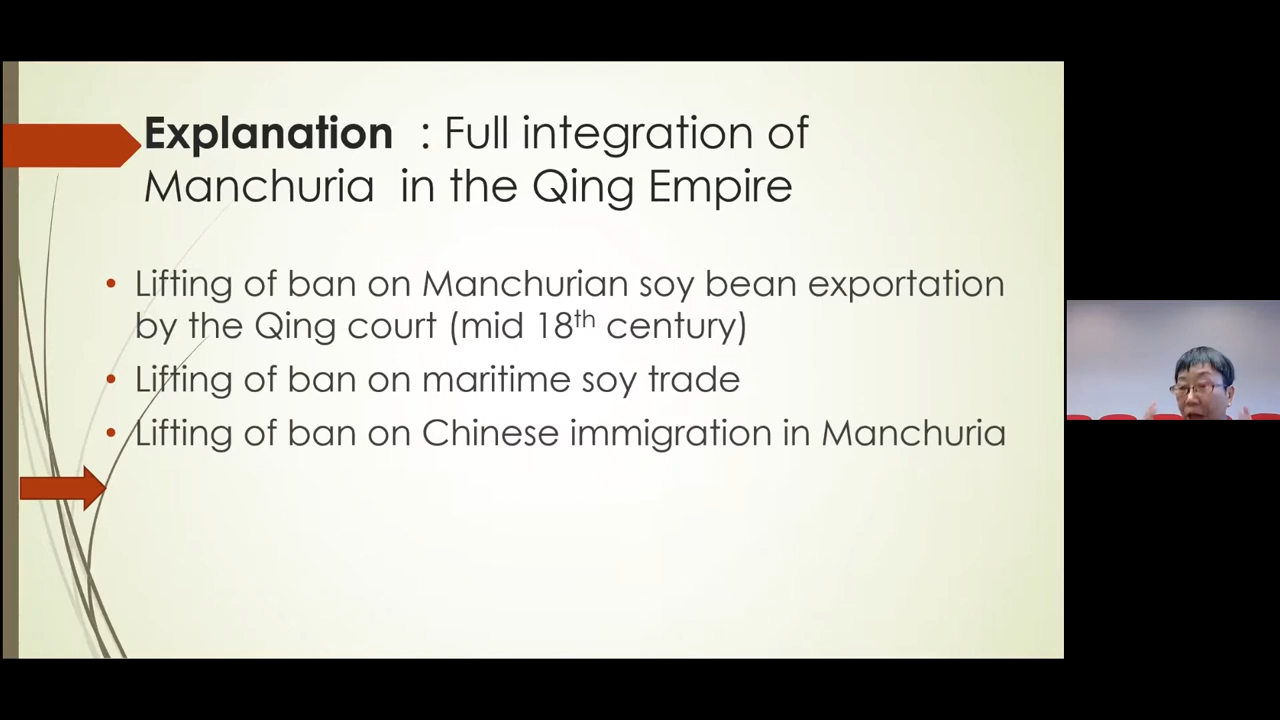 Explanation : Full integration of
Manchuria in the Qing Empire
• Lifting of ban on Manchurian soy bean exportation
by the Qing court (mid 18th century)
• Lifting of ban on maritime soy trade
• Lifting of ban on Chinese immigration in Manchuria